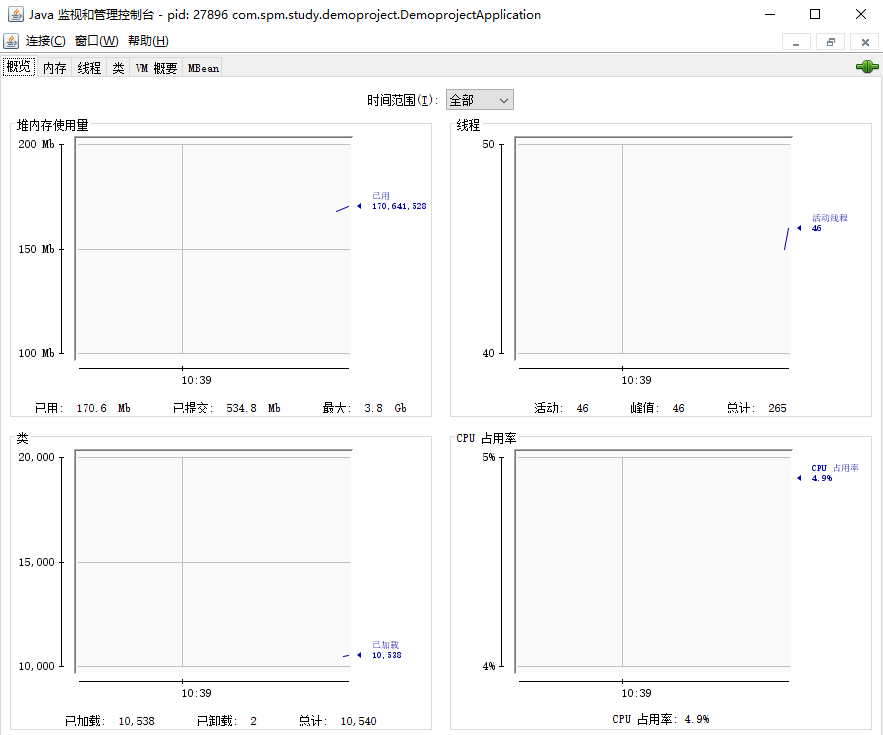 Java 监视和管理控制台 - pid: 27896 com.spm.study.demoproject.DemoprojectApplication
连接(C) 窗口(W) 帮助(H)
概览 内存 线程 类 VM 概要 MBean
时间范围(T): 全部
堆内存使用量
200 Mb
已用
170,641,528
150 Mb
100 Mb
10:39
已用: 170.6 Mb 已提交: 534.8 Mb 最大: 3.8 Gb
线程
50
活动线程
46
40
10:39
活动: 46 峰值: 46 总计: 265
类
20,000
15,000
已加载
10,538
10,000
10:39
已加载: 10,538 已卸载: 2 总计: 10,540
CPU 占用率
5%
CPU 占用率
4.9%
4%
10:39
CPU 占用率: 4.9%